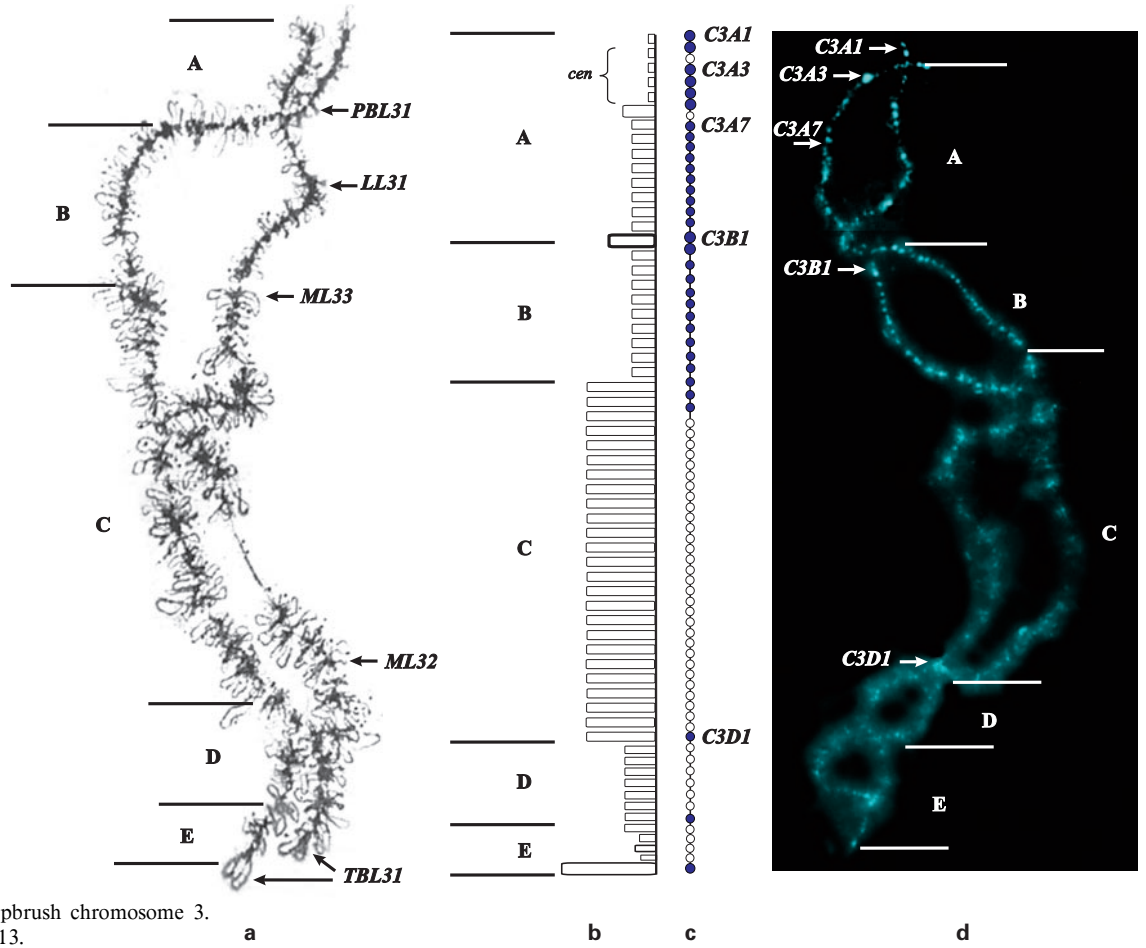 A
B
C
D
E
PBL31
LL31
ML33
ML32
TBL31
cen
A
B
C
D
E
C3A1
C3A3
C3A7
C3B1
C3D1
C3A1
C3A3
C3A7
A
C3B1
B
C
C3D1
D
E
pbrush chromosome 3.
13.
a
b
c
d